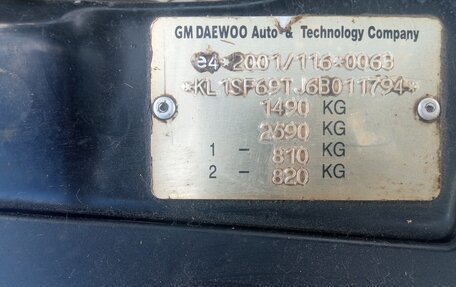 GM DAEWOO Auto & Technology Company
e4*2001/116*0063
*KL1SF69TJ6B011794*
1490 KG
2590 KG
1 - 810 KG
2 - 820 KG